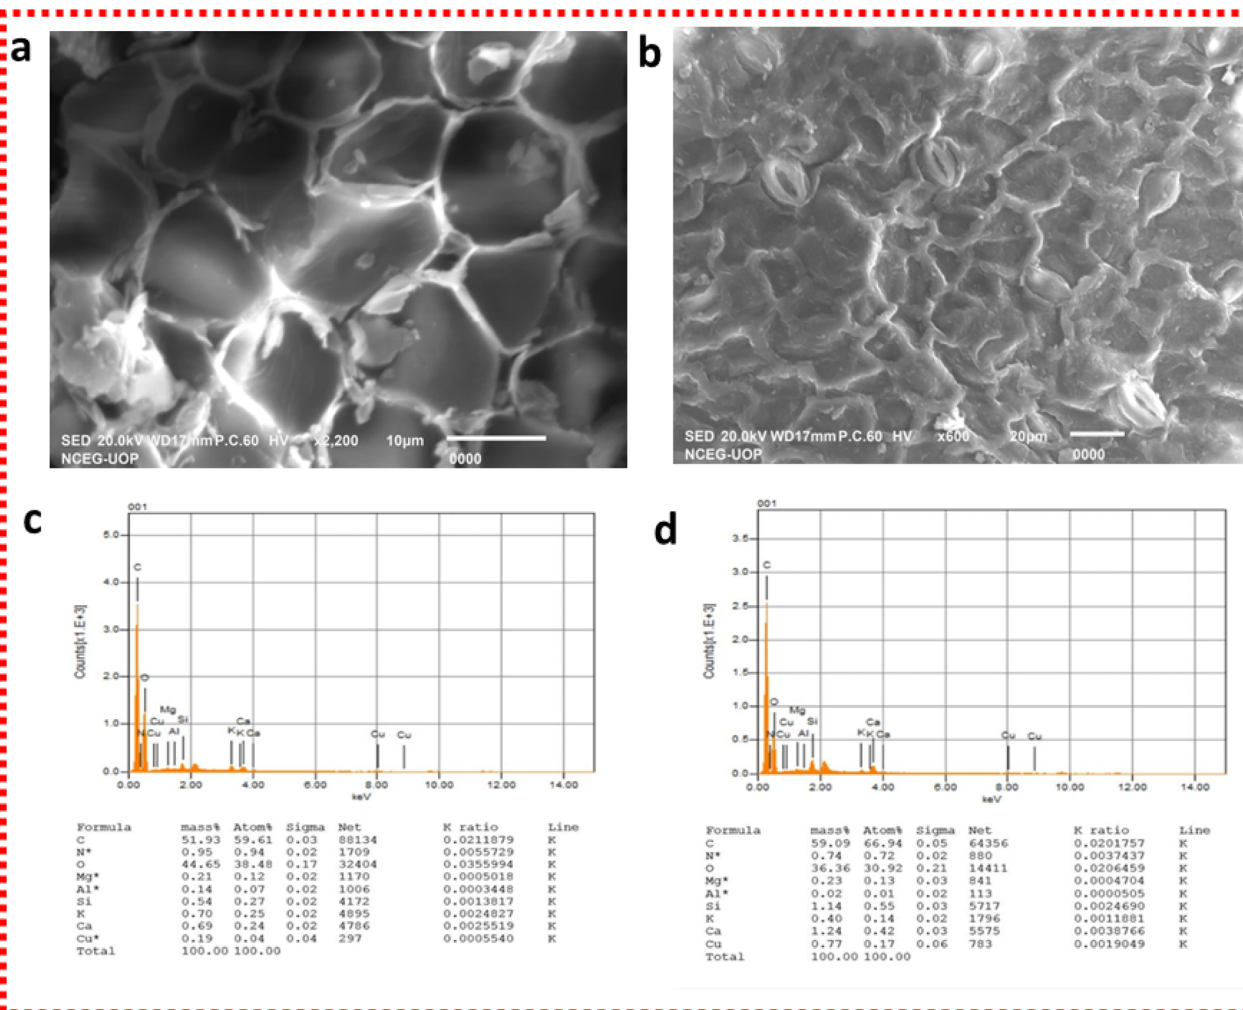 a
SED 20.0kV WD17mmP.C.60 HV x2,200 10µm
NCEG-UOP 0000
b
SED 20.0kV WD17mmP.C.60 HV x600 20µm
NCEG-UOP 0000
c
001
Counts[x1.E+3]
5.0
4.0
3.0
2.0
1.0
0.0
C
O
N
Cu
Cu
Mg
Al
Si
K
K
Ca
Ca
Cu
Cu
0.00 2.00 4.00 6.00 8.00 10.00 12.00 14.00
keV
Formula mass% Atom% Sigma Net K ratio Line
C 51.93 59.61 0.03 88134 0.0211879 K
N* 0.95 0.94 0.02 1709 0.0055729 K
O 44.65 38.48 0.17 32404 0.0355994 K
Mg* 0.21 0.12 0.02 1170 0.0005018 K
Al* 0.14 0.07 0.02 1006 0.0003448 K
Si 0.54 0.27 0.02 4172 0.0013817 K
K 0.70 0.25 0.02 4895 0.0024827 K
Ca 0.69 0.24 0.02 4786 0.0025519 K
Cu* 0.19 0.04 0.04 297 0.0005540 K
Total 100.00 100.00
d
001
Counts[x1.E+3]
3.5
3.0
2.5
2.0
1.5
1.0
0.5
0.0
C
O
N
Cu
Cu
Mg
Al
Si
K
K
Ca
Ca
Cu
Cu
0.00 2.00 4.00 6.00 8.00 10.00 12.00 14.00
keV
Formula mass% Atom% Sigma Net K ratio Line
C 59.09 66.94 0.05 64356 0.0201757 K
N* 0.74 0.72 0.02 880 0.0037437 K
O 36.36 30.92 0.21 14411 0.0206459 K
Mg* 0.23 0.13 0.03 841 0.0004704 K
Al* 0.02 0.01 0.02 113 0.0000505 K
Si 1.14 0.55 0.03 5717 0.0024690 K
K 0.40 0.14 0.02 1796 0.0011881 K
Ca 1.24 0.42 0.03 5575 0.0038766 K
Cu 0.77 0.17 0.06 783 0.0019049 K
Total 100.00 100.00